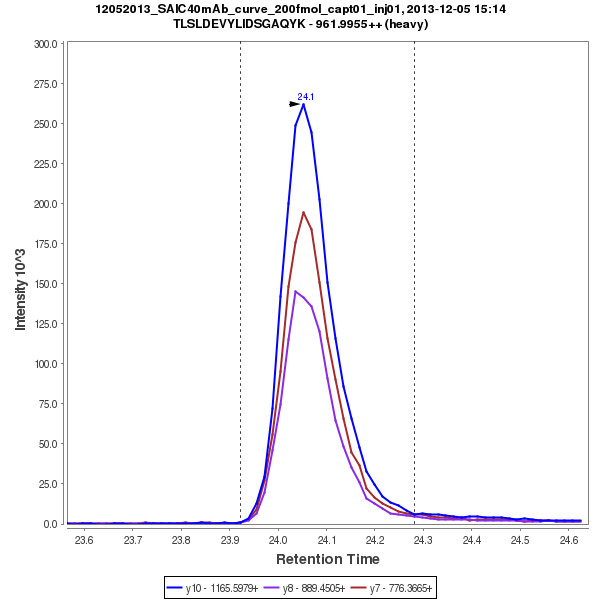 12052013_SAIC40mAb_curve_200fmol_capt01_inj01, 2013-12-05 15:14
TLSLDEVYLIDSGAQYK - 961.9955++ (heavy)
300.0
275.0
250.0
225.0
200.0
175.0
150.0
125.0
100.0
75.0
50.0
25.0
0.0
Intensity 10^3
24.1
23.6 23.7 23.8 23.9 24.0 24.1 24.2 24.3 24.4 24.5 24.6
Retention Time
y10 - 1165.5979+ y8 - 889.4505+ y7 - 776.3665+